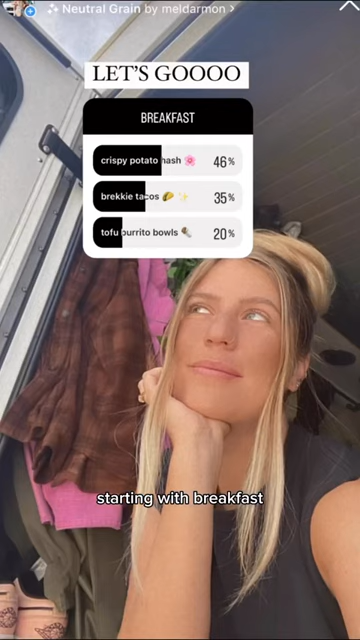 Neutral Grain by meldarmon >
LET'S GOOOO
BREAKFAST
crispy potato hash 🌸 46%
brekkie tacos 🌮 ✨ 35%
tofu burrito bowls 🌯 20%
starting with breakfast